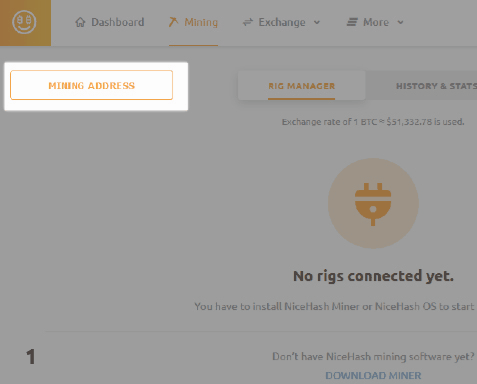 Dashboard Mining Exchange More
MINING ADDRESS
RIG MANAGER HISTORY & STATS
Exchange rate of 1 BTC ≈ $51,332.78 is used.
No rigs connected yet.
You have to install NiceHash Miner or NiceHash OS to start
1
Don't have NiceHash mining software yet?
DOWNLOAD MINER